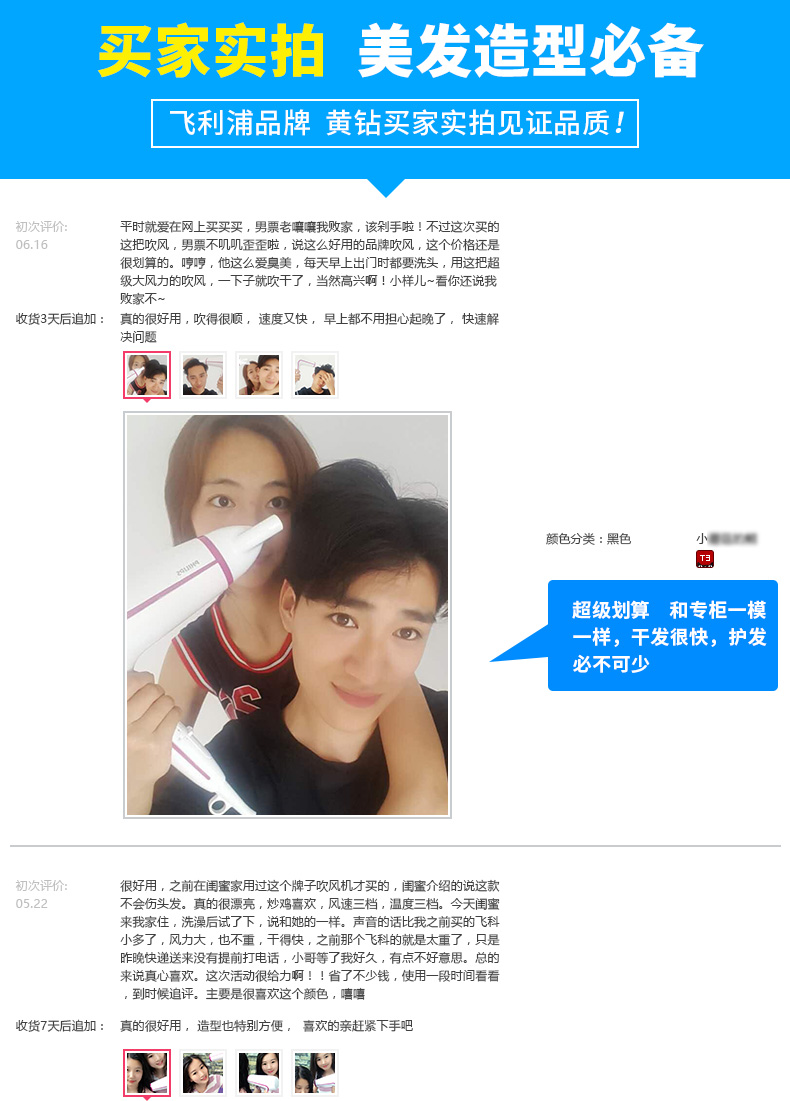 买家实拍 美发造型必备
飞利浦品牌 黄钻买家实拍见证品质！
初次评价:
06.16
平时就爱在网上买买买，男票老嘻嘻我败家，该剁手啦！不过这次买的
这把吹风，男票不叽叽歪歪啦，说这么好用的品牌吹风，这个价格还是
很划算的。哼哼，他这么爱臭美，每天早上出门时都要洗头，用这把超
级大风力的吹风，一下子就吹干了，当然高兴啊！小样儿~看你还说我
败家不~
收货3天后追加：
真的很好用，吹得很顺， 速度又快， 早上都不用担心起晚了， 快速解
决问题
PHILIPS
颜色分类：黑色
小
T3
超级划算 和专柜一模
一样，干发很快，护发
必不可少
初次评价:
05.22
很好用，之前在闺蜜家用过这个牌子吹风机才买的，闺蜜介绍的说这款
不会伤头发。真的很漂亮，炒鸡喜欢，风速三档，温度三档。今天闺蜜
来我家住，洗澡后试了下，说和她的一样。声音的话比我之前买的飞科
小多了，风力大，也不重，干得快，之前那个飞科的就是太重了，只是
昨晚快递送来没有提前打电话，小哥等了我好久，有点不好意思。总的
来说真心喜欢。这次活动很给力啊！！省了不少钱，使用一段时间看看
，到时候追评。主要是很喜欢这个颜色，嘻嘻
收货7天后追加：
真的很好用， 造型也特别方便， 喜欢的亲赶紧下手吧